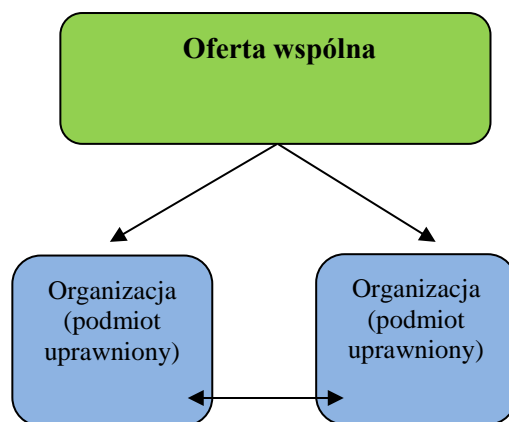 Oferta wspólna
Organizacja
(podmiot
uprawniony)
Organizacja
(podmiot
uprawniony)